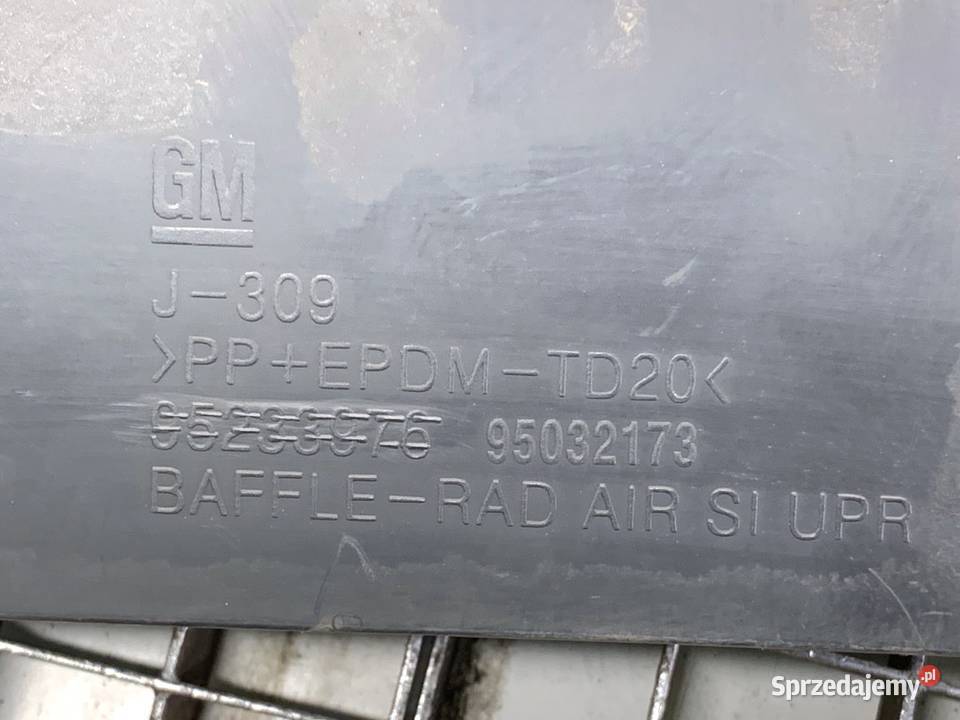 GM
J-309
>PP+EPDM-TD20<
95032173
BAFFLE-RAD AIR SI UPR
Sprzedajemy.pl